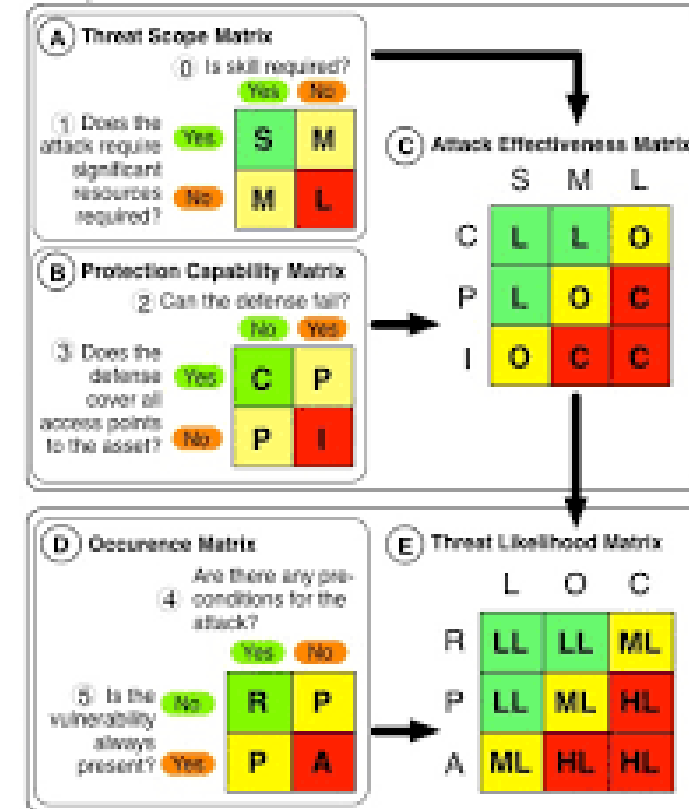 A Threat Scope Matrix
0 Is skill required?
Yes No
1 Does the
attack require
significant
resources
required?
Yes S M
No M L
B Protection Capability Matrix
2 Can the defense fail?
No Yes
3 Does the
defense
cover all
access points
to the asset?
Yes C P
No P I
C Attack Effectiveness Matrix
S M L
C L L O
P L O C
I O C C
D Occurence Matrix
Are there any pre-
4 conditions for the
attack?
Yes No
5 Is the
vulnerability
always
present?
No R P
Yes P A
E Threat Likelihood Matrix
L O C
R LL LL ML
P LL ML HL
A ML HL HL